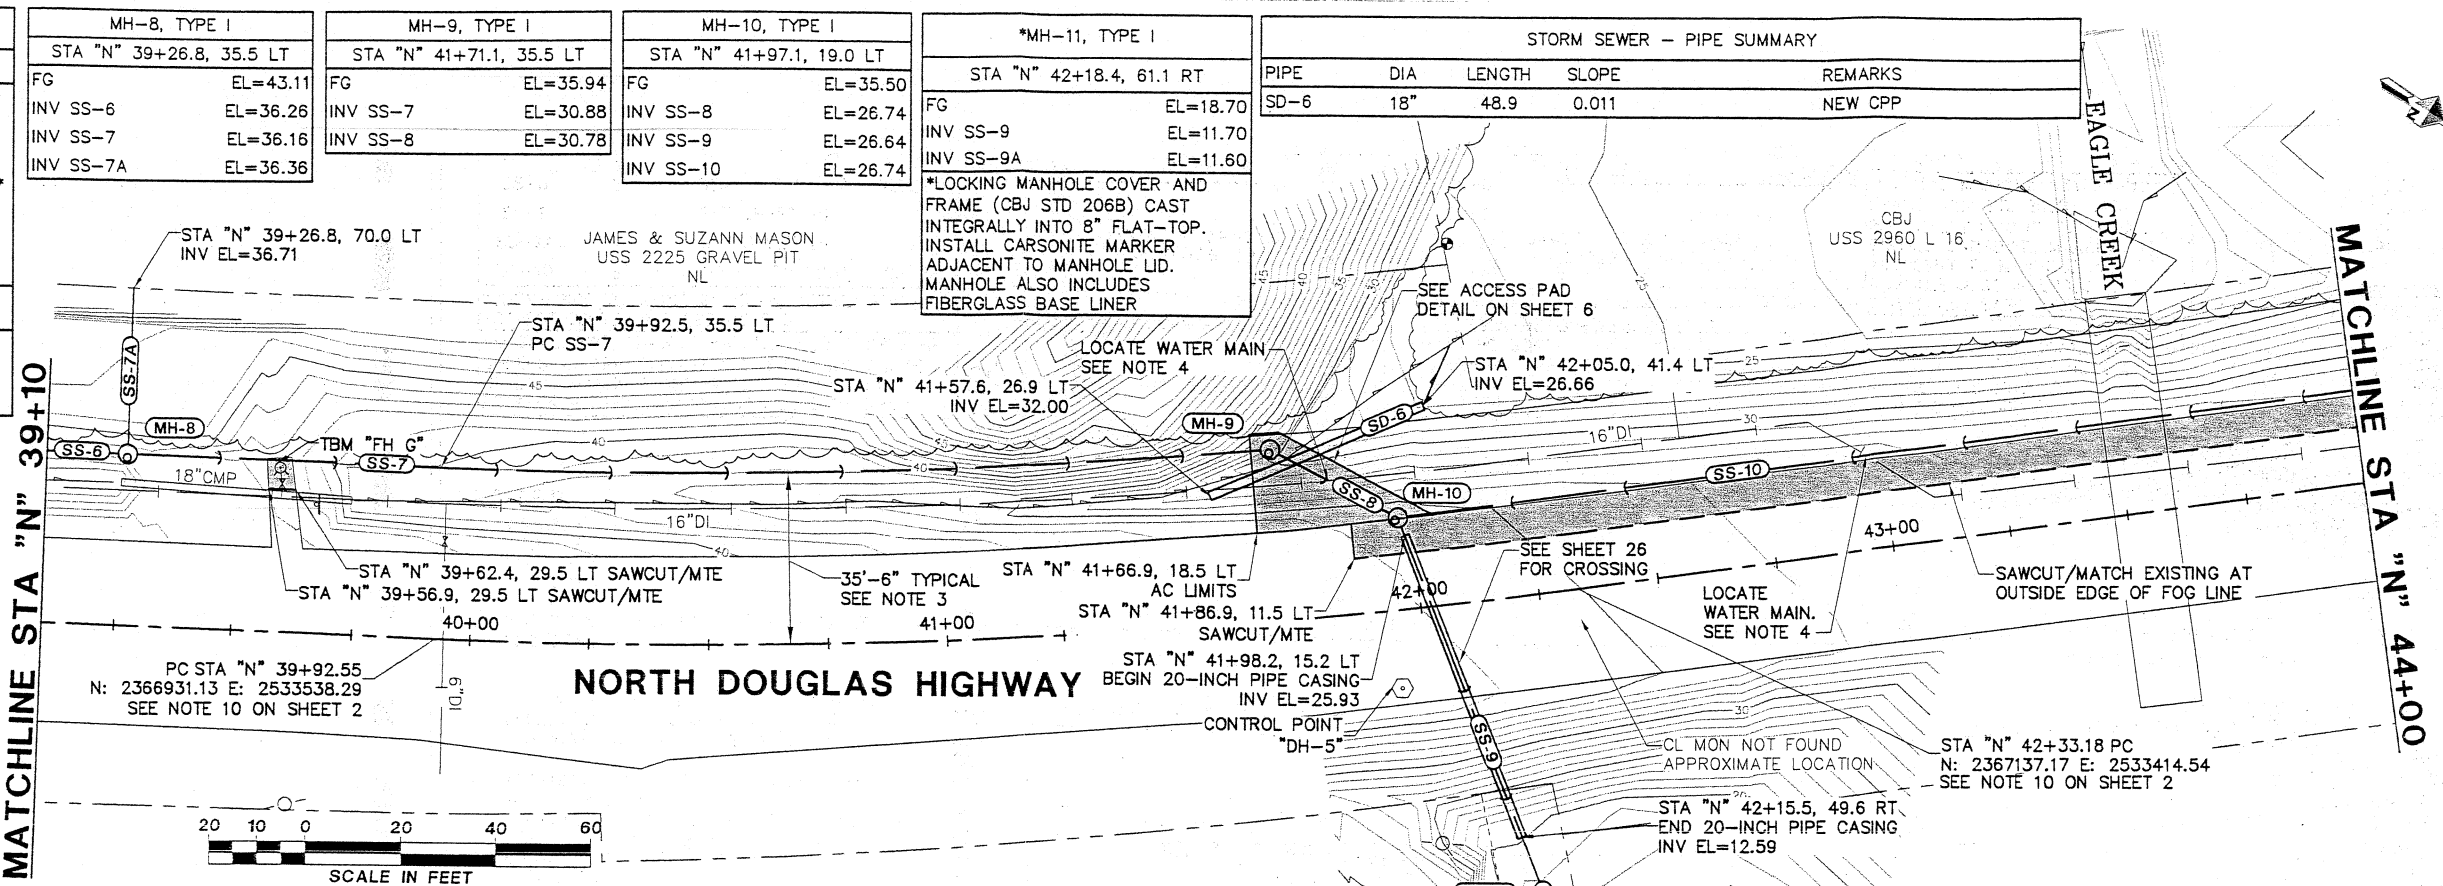 MH-8, TYPE I
STA "N" 39+26.8, 35.5 LT
FG EL=43.11
INV SS-6 EL=36.26
INV SS-7 EL=36.16
INV SS-7A EL=36.36
MH-9, TYPE I
STA "N" 41+71.1, 35.5 LT
FG EL=35.94
INV SS-7 EL=30.88
INV SS-8 EL=30.78
MH-10, TYPE I
STA "N" 41+97.1, 19.0 LT
FG EL=35.50
INV SS-8 EL=26.74
INV SS-9 EL=26.64
INV SS-10 EL=26.74
*MH-11, TYPE I
STA "N" 42+18.4, 61.1 RT
FG EL=18.70
INV SS-9 EL=11.70
INV SS-9A EL=11.60
*LOCKING MANHOLE COVER AND
FRAME (CBJ STD 206B) CAST
INTEGRALLY INTO 8" FLAT-TOP.
INSTALL CARSONITE MARKER
ADJACENT TO MANHOLE LID.
MANHOLE ALSO INCLUDES
FIBERGLASS BASE LINER
STORM SEWER - PIPE SUMMARY
PIPE DIA LENGTH SLOPE REMARKS
SD-6 18" 48.9 0.011 NEW CPP
Z
EAGLE CREEK
STA "N" 39+26.8, 70.0 LT
INV EL=36.71
JAMES & SUZANN MASON
USS 2225 GRAVEL PIT
NL
CBJ
USS 2960 L 16
NL
STA "N" 39+92.5, 35.5 LT
PC SS-7
SEE ACCESS PAD
DETAIL ON SHEET 6
LOCATE WATER MAIN
SEE NOTE 4
STA "N" 41+57.6, 26.9 LT
INV EL=32.00
STA "N" 42+05.0, 41.4 LT
INV EL=26.66
45
40
35
30
25
25
45
40
40
40
30
SS-7A
MH-8
SS-6
TBM "FH G"
SS-7
18"CMP
16"DI
MH-9
SD-6
SS-8
MH-10
16"DI
SS-10
STA "N" 39+62.4, 29.5 LT SAWCUT/MTE
STA "N" 39+56.9, 29.5 LT SAWCUT/MTE
35'-6" TYPICAL
SEE NOTE 3
STA "N" 41+66.9, 18.5 LT
AC LIMITS
STA "N" 41+86.9, 11.5 LT
SAWCUT/MTE
SEE SHEET 26
FOR CROSSING
LOCATE
WATER MAIN.
SEE NOTE 4
SAWCUT/MATCH EXISTING AT
OUTSIDE EDGE OF FOG LINE
40+00
41+00
42+00
43+00
PC STA "N" 39+92.55
N: 2366931.13 E: 2533538.29
SEE NOTE 10 ON SHEET 2
6"DI
NORTH DOUGLAS HIGHWAY
STA "N" 41+98.2, 15.2 LT
BEGIN 20-INCH PIPE CASING
INV EL=25.93
CONTROL POINT
"DH-5"
SS-9
30
20
CL MON NOT FOUND
APPROXIMATE LOCATION
STA "N" 42+33.18 PC
N: 2367137.17 E: 2533414.54
SEE NOTE 10 ON SHEET 2
STA "N" 42+15.5, 49.6 RT
END 20-INCH PIPE CASING
INV EL=12.59
20 10 0 20 40 60
SCALE IN FEET
MATCHLINE STA "N" 39+10
MATCHLINE STA "N" 44+00